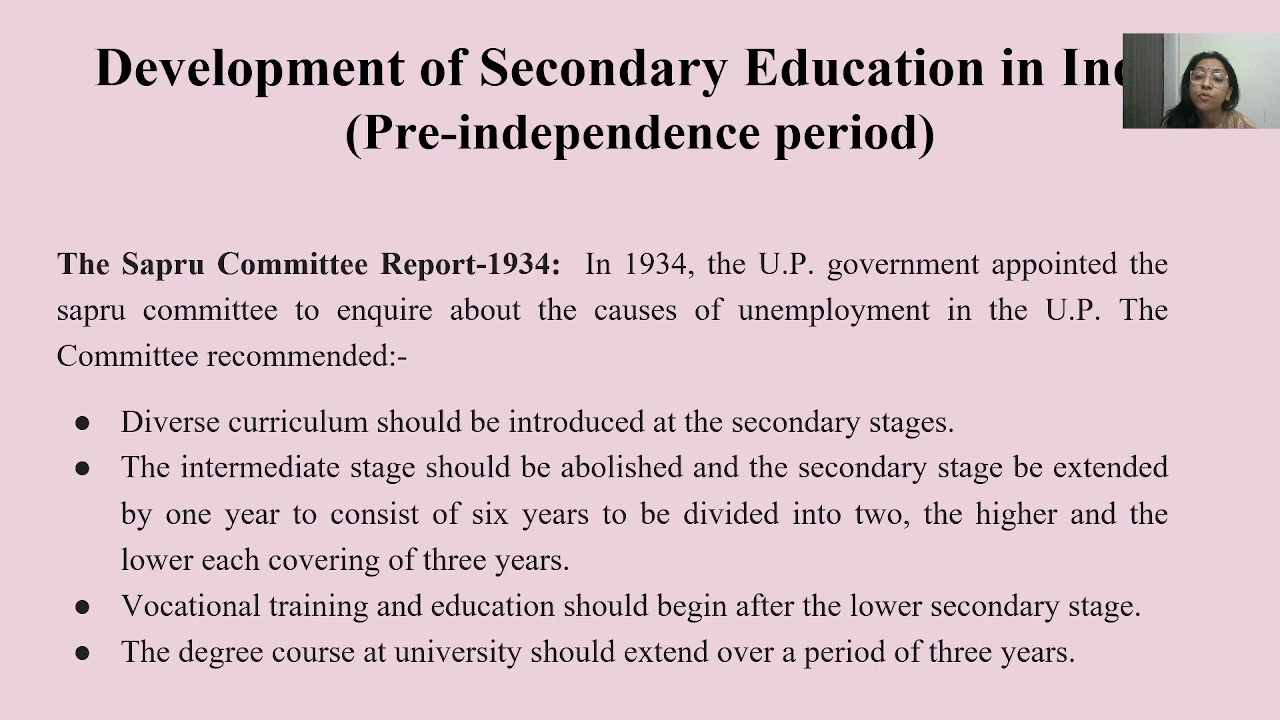 Development of Secondary Education in Ind
(Pre-independence period)
The Sapru Committee Report-1934: In 1934, the U.P. government appointed the
sapru committee to enquire about the causes of unemployment in the U.P. The
Committee recommended:-
● Diverse curriculum should be introduced at the secondary stages.
● The intermediate stage should be abolished and the secondary stage be extended
by one year to consist of six years to be divided into two, the higher and the
lower each covering of three years.
● Vocational training and education should begin after the lower secondary stage.
● The degree course at university should extend over a period of three years.